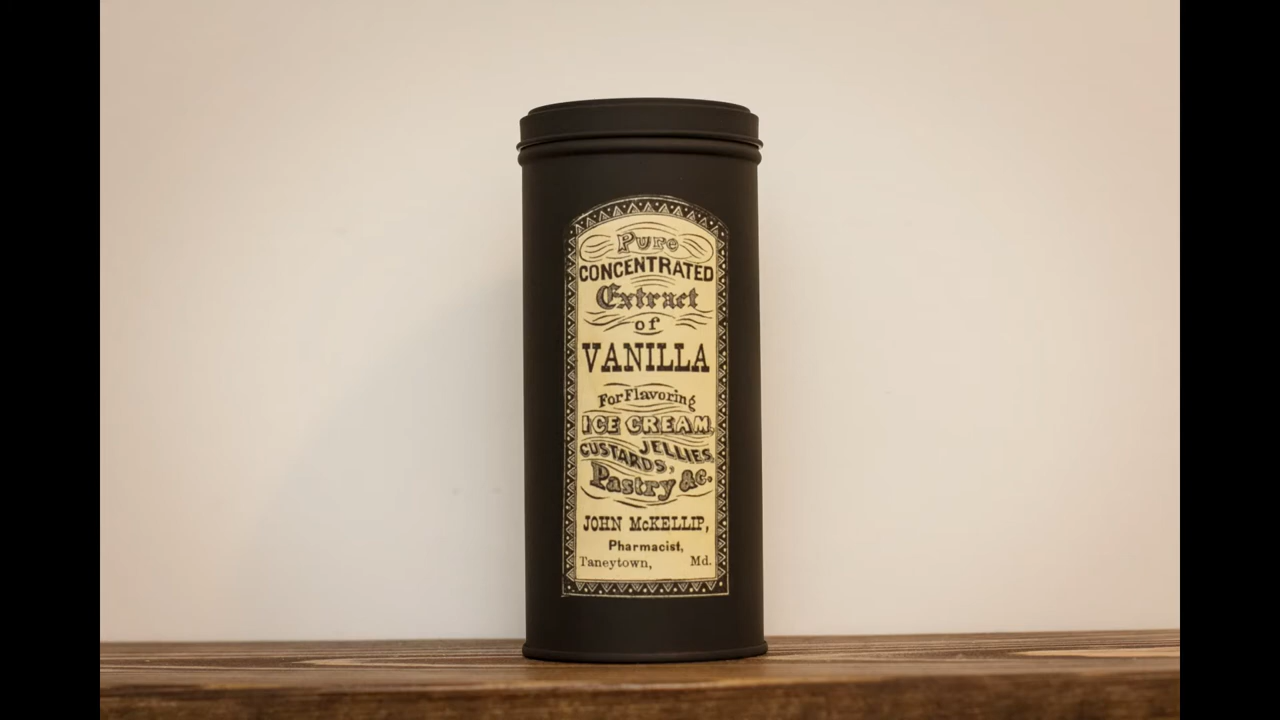 Pure
CONCENTRATED
Extract
of
VANILLA
For Flavoring
ICE CREAM,
CUSTARDS, JELLIES,
Pastry &c.
JOHN McKELLIP,
Pharmacist,
Taneytown, Md.